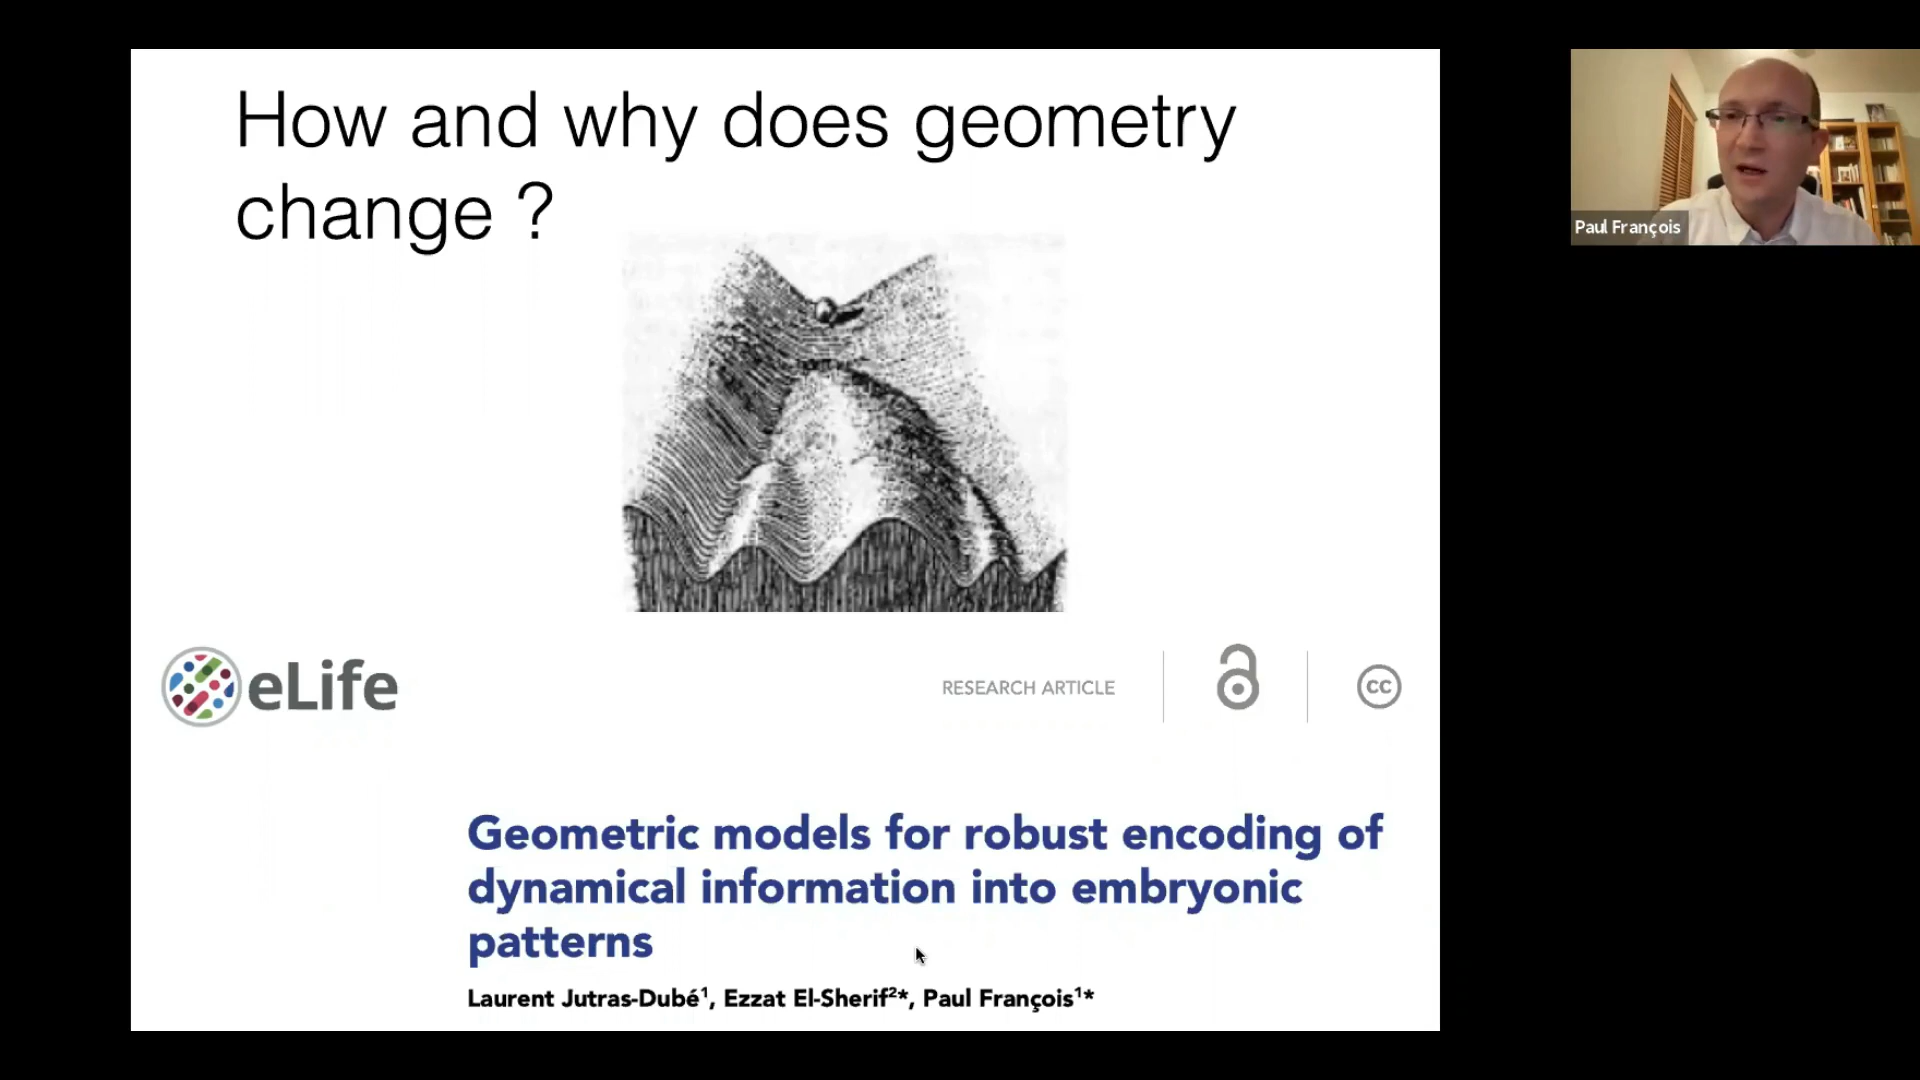 How and why does geometry
change ?
Paul François
eLife
RESEARCH ARTICLE
cc
Geometric models for robust encoding of
dynamical information into embryonic
patterns
Laurent Jutras-Dubé¹, Ezzat El-Sherif²*, Paul François¹*